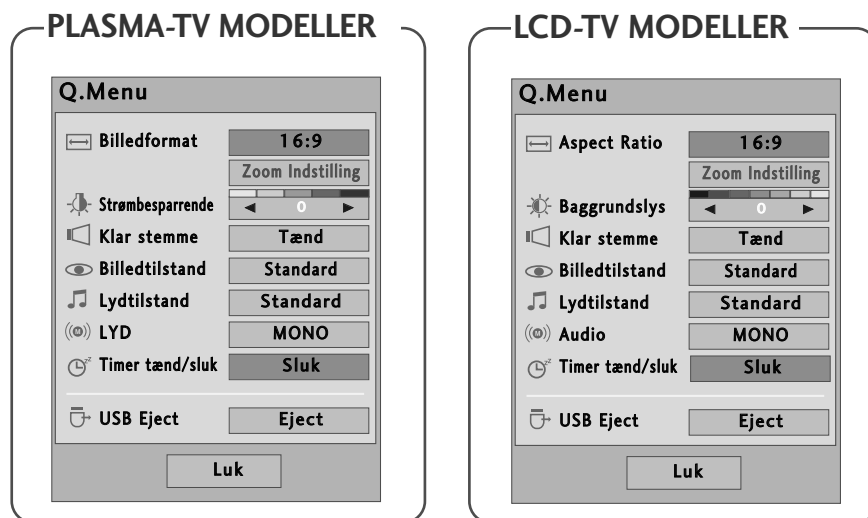 PLASMA-TV MODELLER
Q.Menu
Billedformat 16:9
Zoom Indstilling
Strømbesparrende ◄ 0 ►
Klar stemme Tænd
Billedtilstand Standard
Lydtilstand Standard
LYD MONO
Timer tænd/sluk Sluk
USB Eject Eject
Luk
LCD-TV MODELLER
Q.Menu
Aspect Ratio 16:9
Zoom Indstilling
Baggrundslys ◄ 0 ►
Klar stemme Tænd
Billedtilstand Standard
Lydtilstand Standard
Audio MONO
Timer tænd/sluk Sluk
USB Eject Eject
Luk